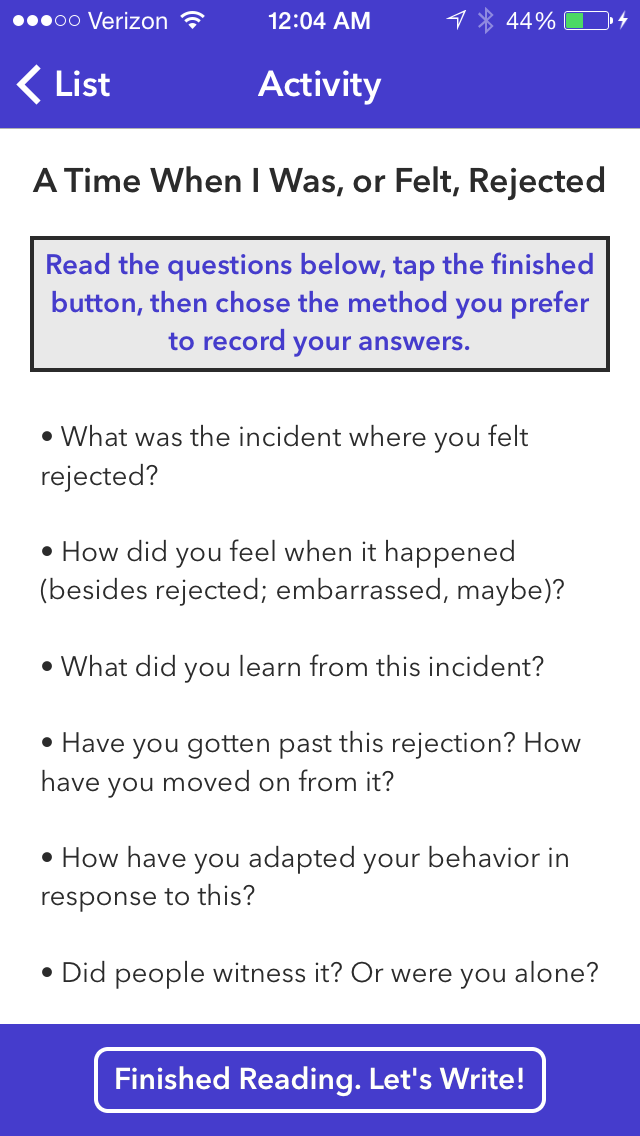 Verizon 12:04 AM 44%
List Activity
A Time When I Was, or Felt, Rejected
Read the questions below, tap the finished
button, then chose the method you prefer
to record your answers.
• What was the incident where you felt
rejected?
• How did you feel when it happened
(besides rejected; embarrassed, maybe)?
• What did you learn from this incident?
• Have you gotten past this rejection? How
have you moved on from it?
• How have you adapted your behavior in
response to this?
• Did people witness it? Or were you alone?
Finished Reading. Let's Write!